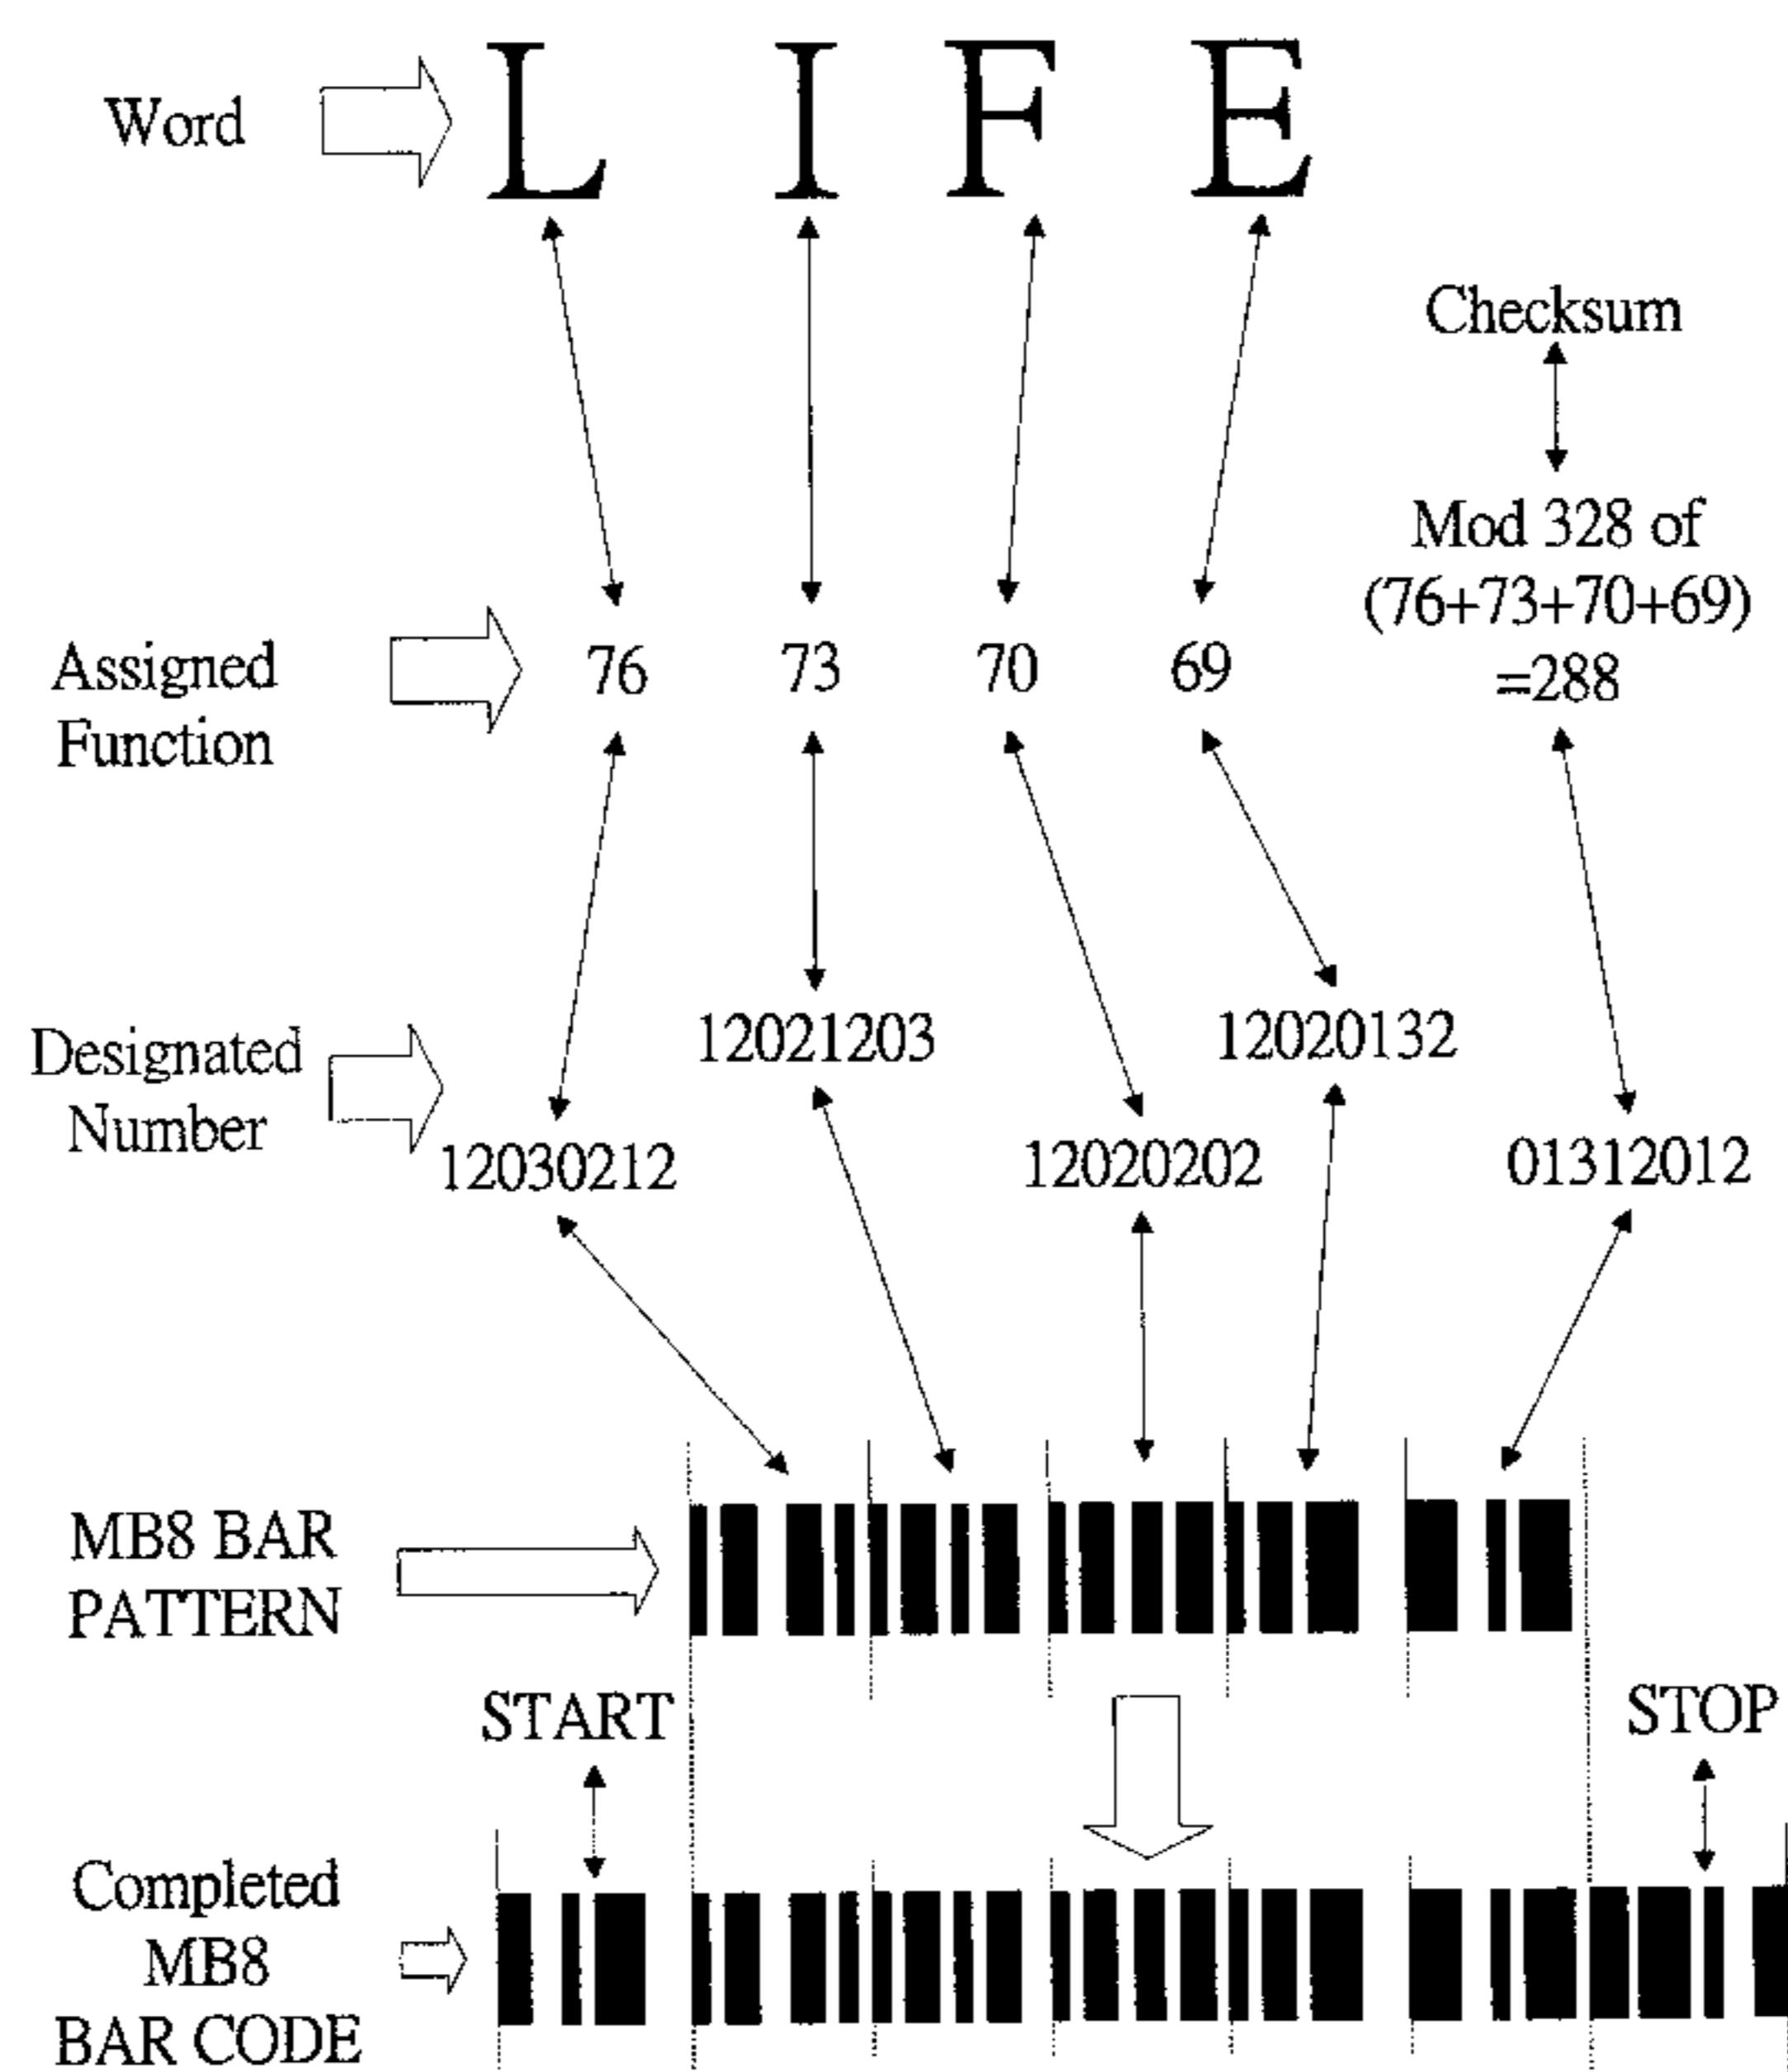 Word
L I F E
Checksum
Mod 328 of
(76+73+70+69)
=288
Assigned
Function
76 73 70 69
Designated
Number
12021203 12020132
12030212 12020202 01312012
MB8 BAR
PATTERN
START
STOP
Completed
MB8
BAR CODE